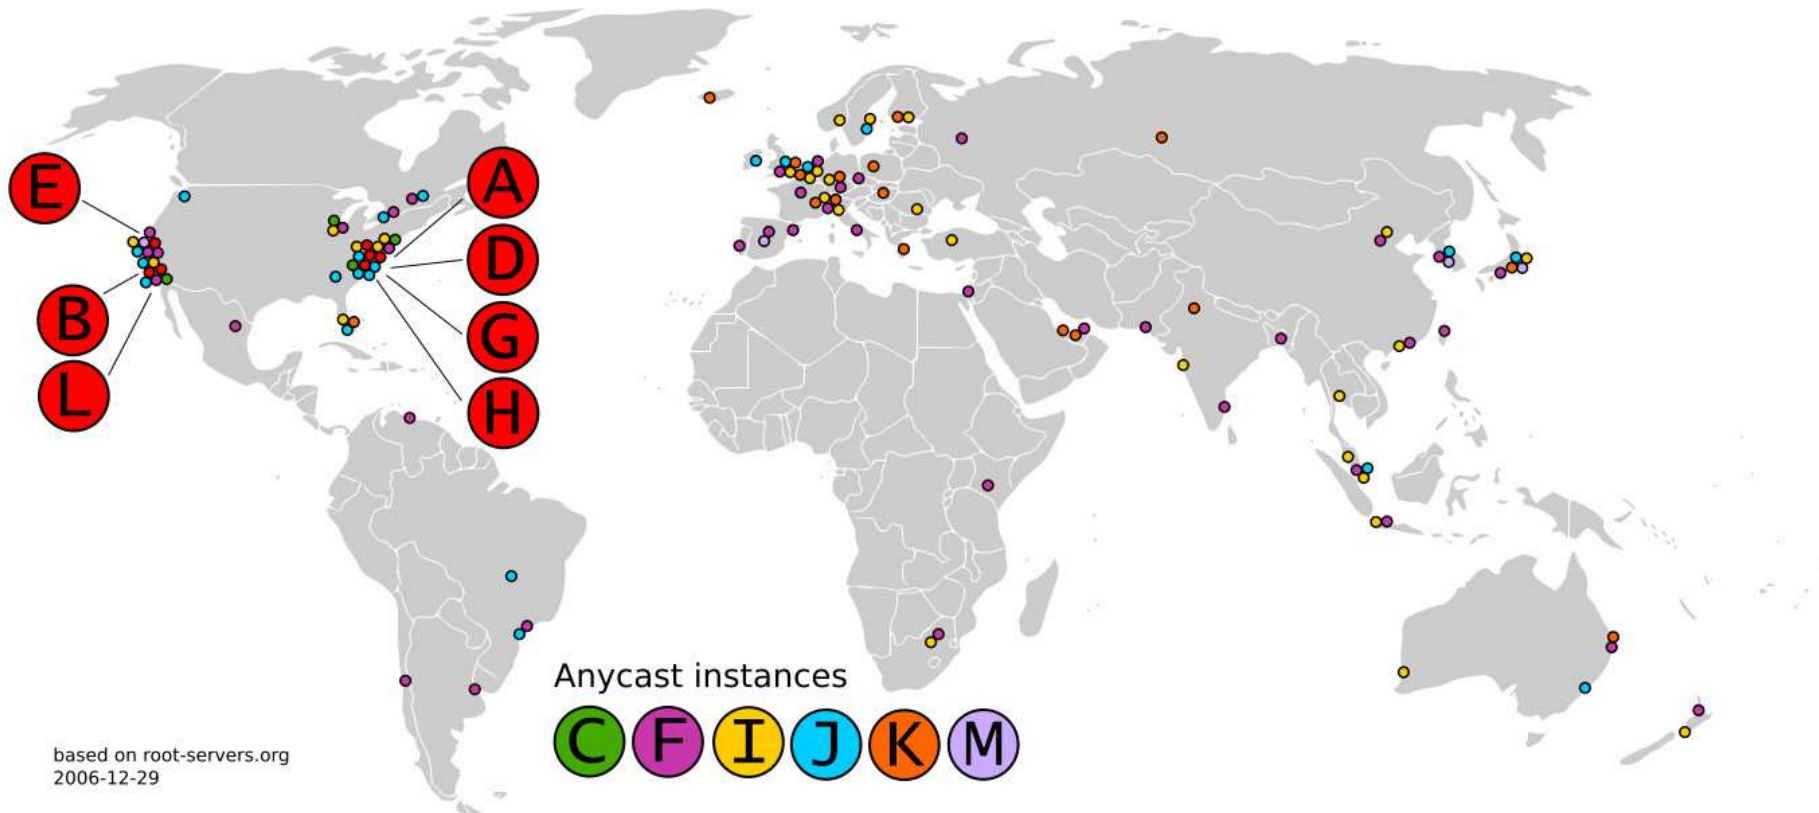 E
B
L
A
D
G
H
Anycast instances
C F I J K M
based on root-servers.org
2006-12-29